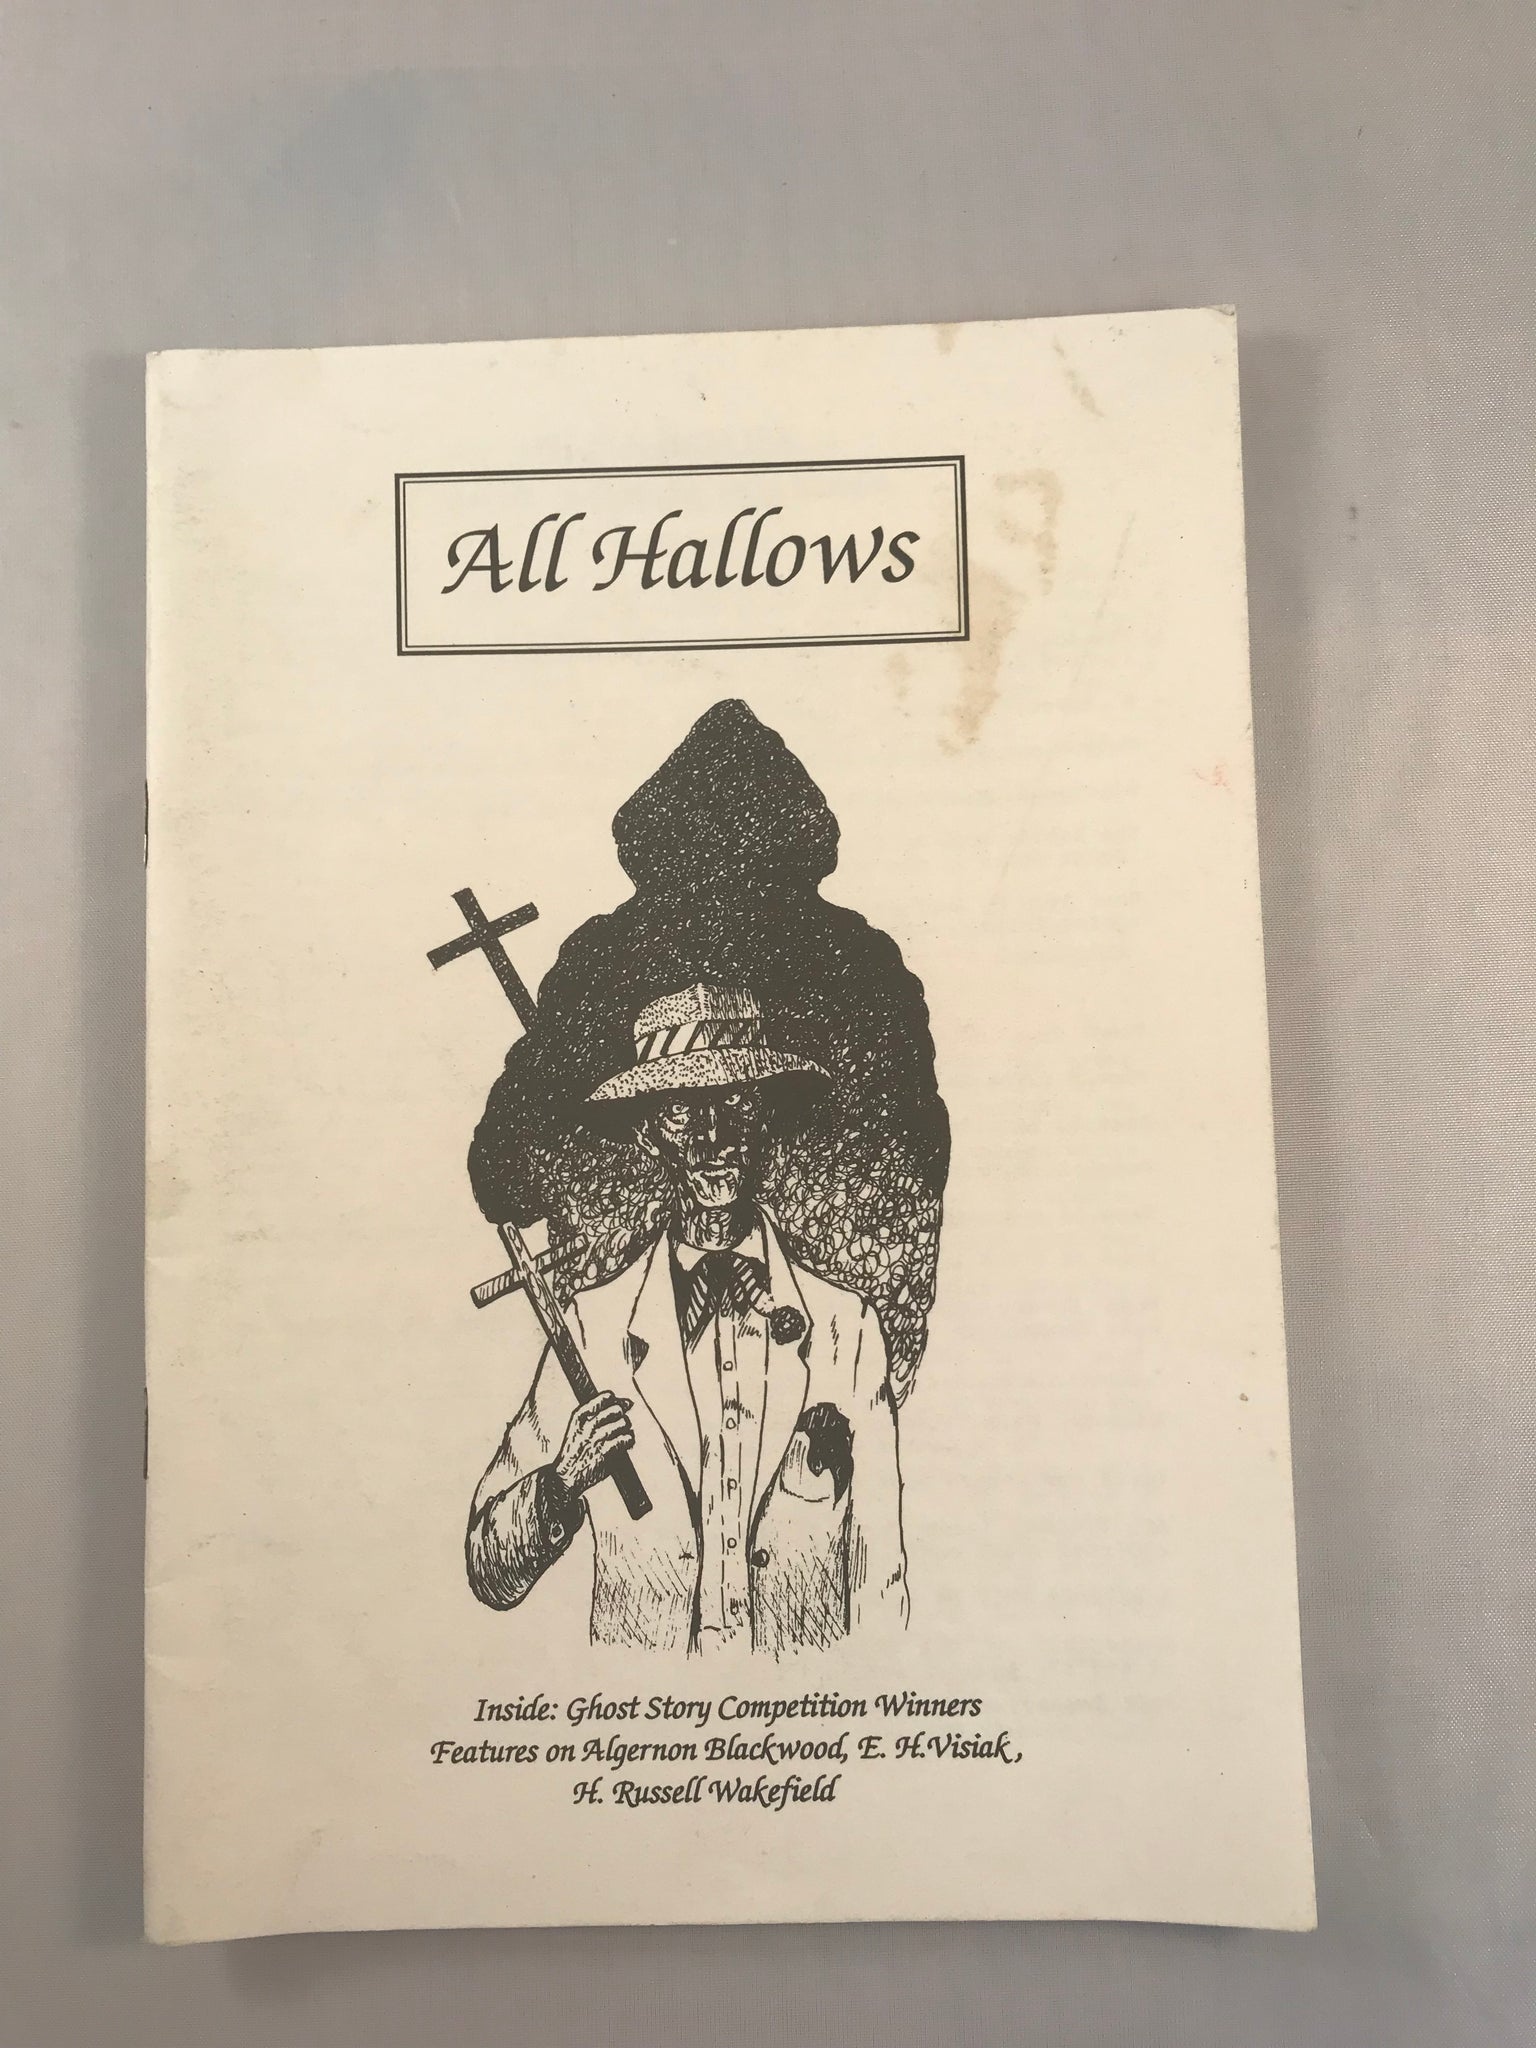 All Hallows
Inside: Ghost Story Competition Winners
Features on Algernon Blackwood, E. H.Visiak,
H. Russell Wakefield